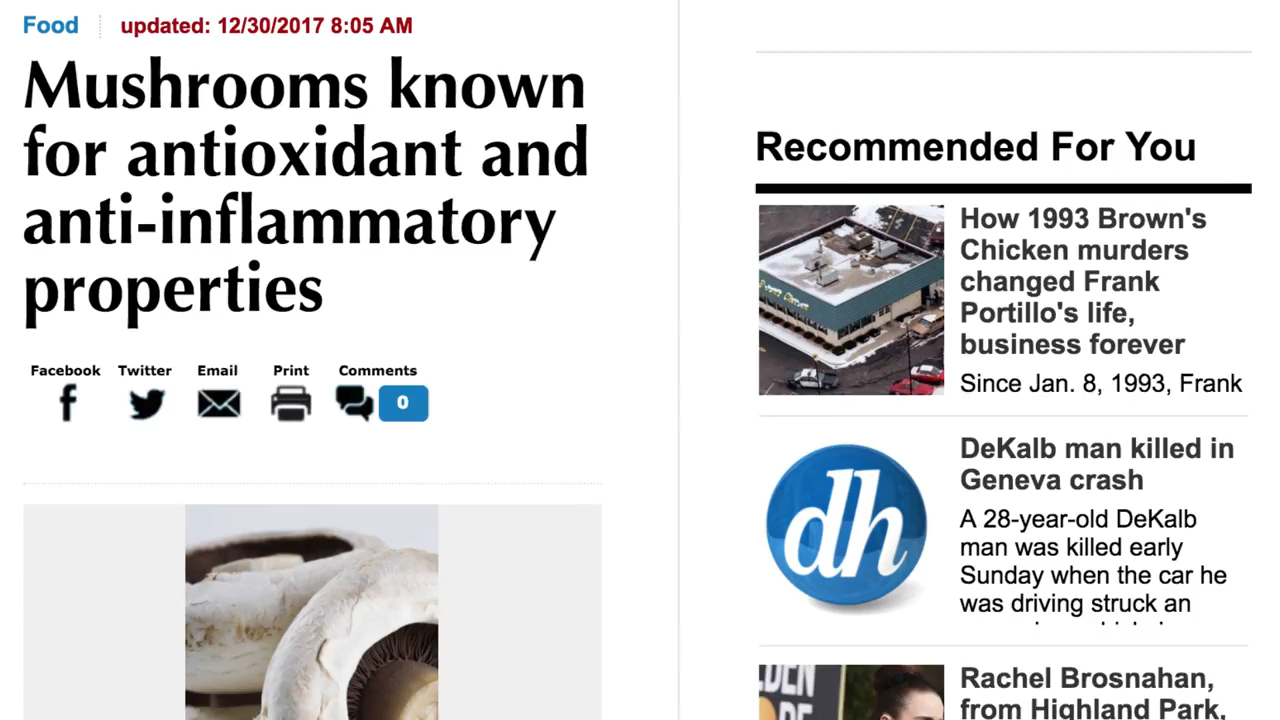 Food
updated: 12/30/2017 8:05 AM
Mushrooms known
for antioxidant and
anti-inflammatory
properties
Facebook
Twitter
Email
Print
Comments
0
Recommended For You
How 1993 Brown's
Chicken murders
changed Frank
Portillo's life,
business forever
Since Jan. 8, 1993, Frank
DeKalb man killed in
Geneva crash
A 28-year-old DeKalb
man was killed early
Sunday when the car he
was driving struck an
dh
Rachel Brosnahan,
from Highland Park,